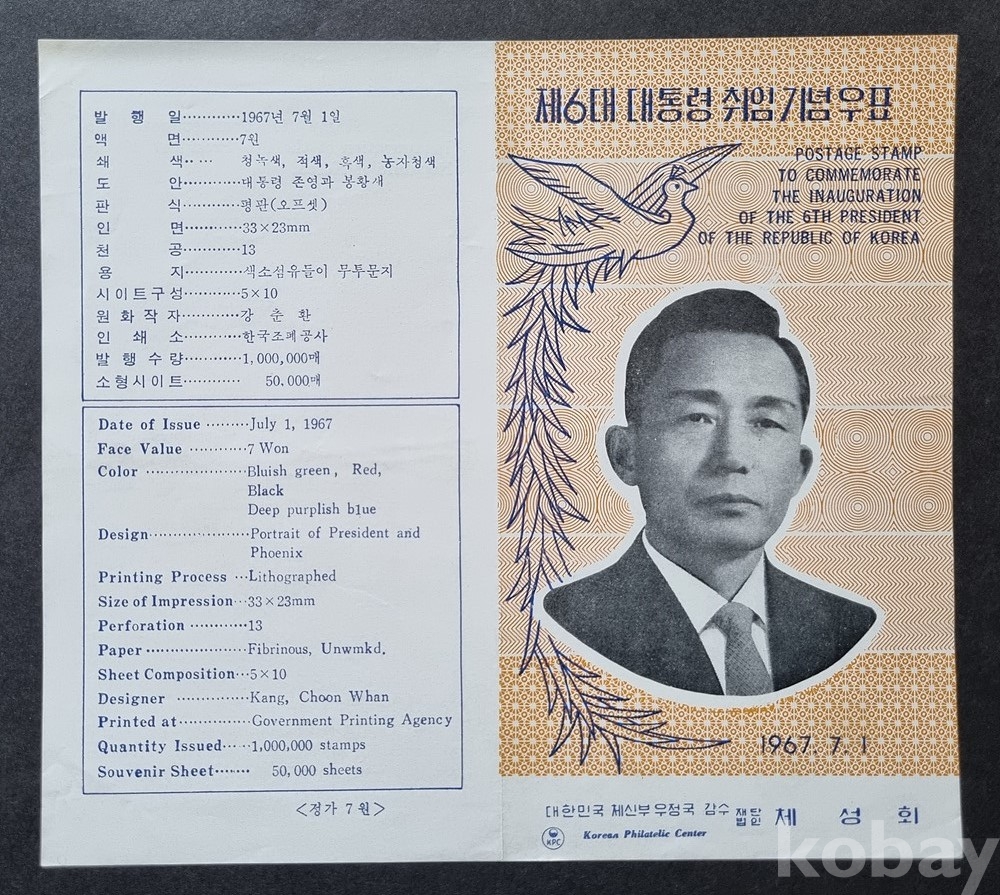 발 행 일············1967년 7월 1일
액 면············7원
쇄 색·· ·· 청녹색, 적색, 흑색, 농자청색
도 안············대통령 존영과 봉황새
판 식············평판(오프셋)
인 면············33×23mm
천 공············13
용 지············색소섬유들이 무투문지
시이트구성············5×10
원 화 작 자············강 춘 환
인 쇄 소············한국조폐공사
발 행 수 량············1,000,000매
소형시이트············ 50.000매
Date of Issue ·········July 1, 1967
Face Value ············7 Won
Color ·····················Bluish green, Red,
Black
Deep purplish blue
Design·····················Portrait of President and
Phoenix
Printing Process ···Lithographed
Size of Impression···33×23mm
Perforation ············13
Paper ·····················Fibrinous, Unwmkd.
Sheet Composition···5×10
Designer ···············Kang, Choon Whan
Printed at···············Government Printing Agency
Quantity Issued······1,000,000 stamps
Souvenir Sheet······· 50,000 sheets
<정가 7원>
제6대 대통령 취임 기념 우표
POSTAGE STAMP
TO COMMEMORATE
THE INAUGURATION
OF THE 6TH PRESIDENT
OF THE REPUBLIC OF KOREA
1967. 7. 1
대한민국 체신부 우정국 감수 재단법인 체 성 회
KPC Korean Philatelic Center
kobay